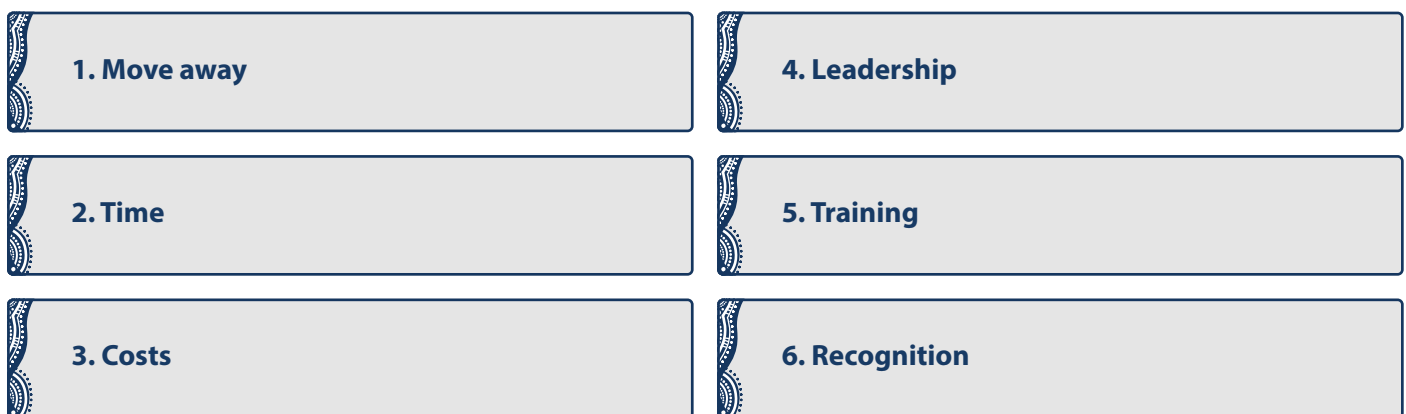 1. Move away
2. Time
3. Costs
4. Leadership
5. Training
6. Recognition